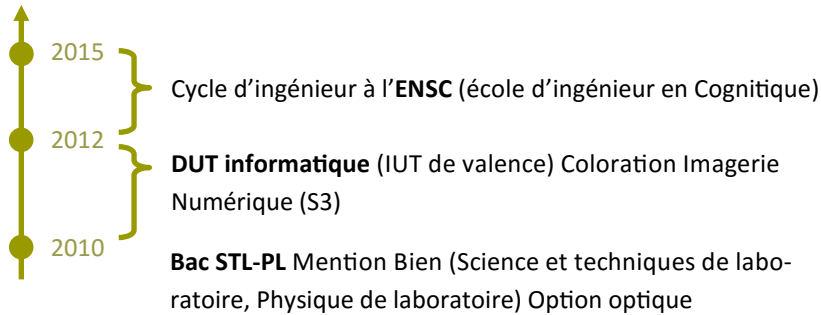 2015
Cycle d’ingénieur à l’ENSC (école d’ingénieur en Cognitique)
2012
DUT informatique (IUT de valence) Coloration Imagerie
Numérique (S3)
2010
Bac STL-PL Mention Bien (Science et techniques de labo-
ratoire, Physique de laboratoire) Option optique